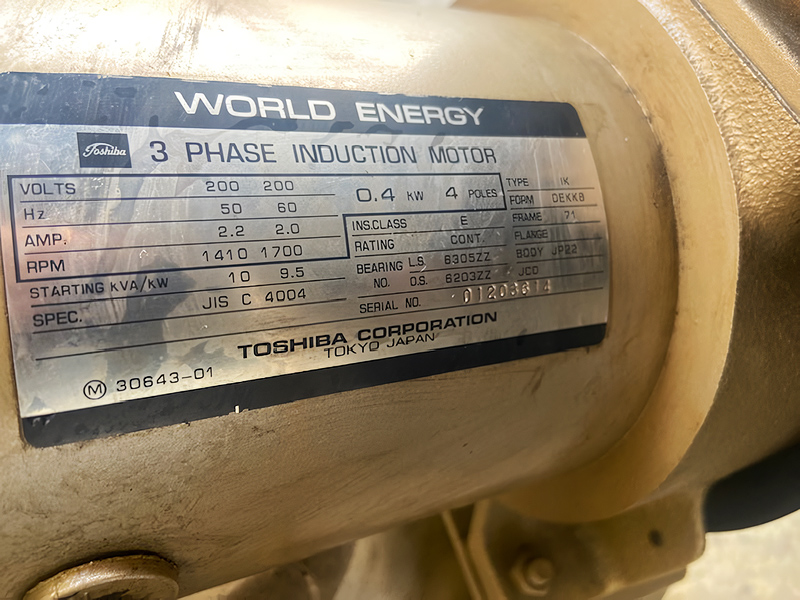 WORLD ENERGY
Toshiba 3 PHASE INDUCTION MOTOR
VOLTS 200 200
Hz 50 60
AMP. 2.2 2.0
RPM 1410 1700
0.4 kW 4 POLES
STARTING kVA/kW 10 9.5
SPEC. JIS C 4004
INS.CLASS E
RATING CONT.
BEARING L.S. 6305ZZ
NO. O.S. 6203ZZ
SERIAL NO. 01203614
TYPE IK
FORM DEKKB
FRAME 71
FLANGE
BODY JP22
JCO
TOSHIBA CORPORATION
TOKYO JAPAN
M 30643-01